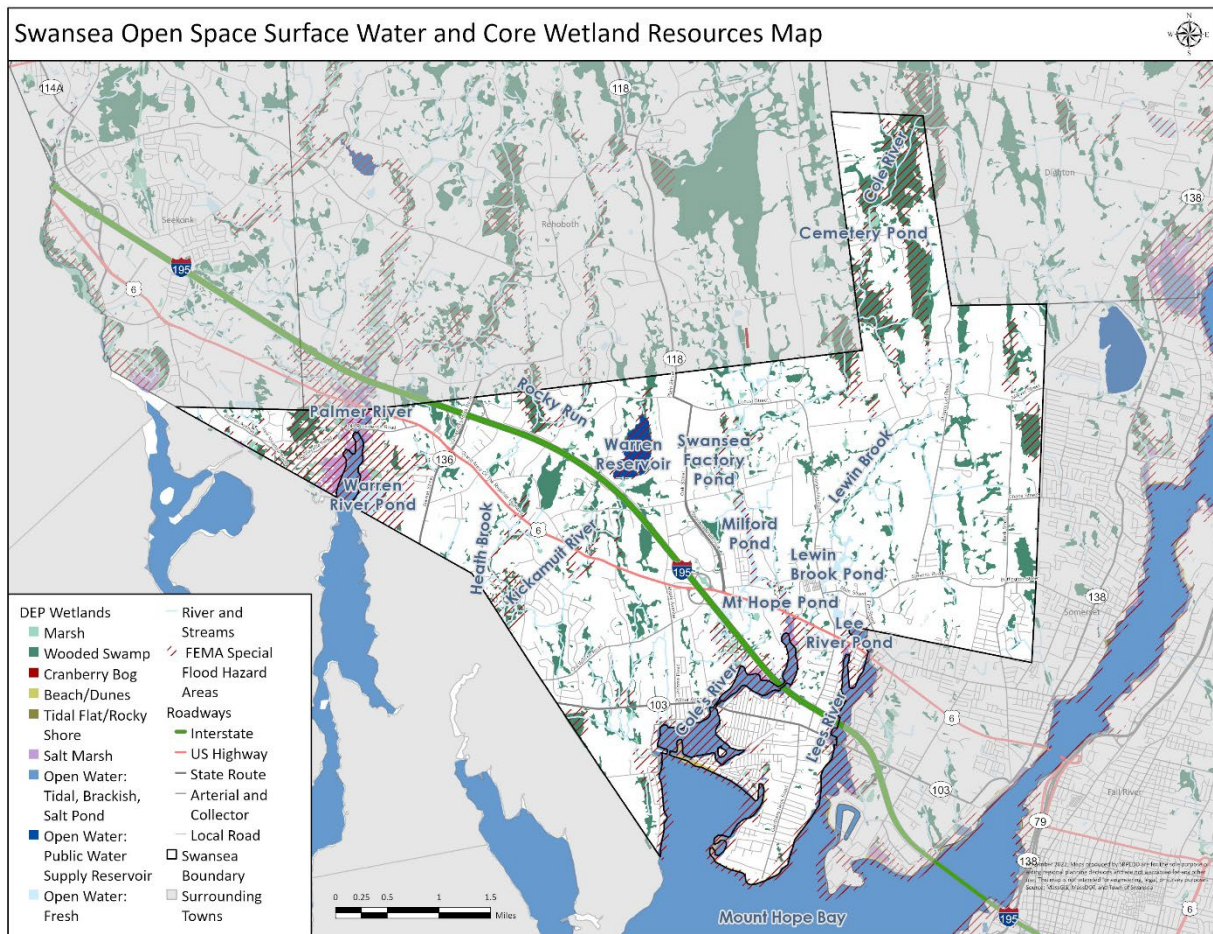 Swansea Open Space Surface Water and Core Wetland Resources Map
N
W
E
S
114A
118
118
138
Seekonk
Rehoboth
Dighton
195
6
Cole River
Cemetery Pond
118
Palmer River
Rocky Run
Warren
Reservoir
Swansea
Factory
Pond
Lewin Brook
136
Warren
River Pond
Heath Brook
Kickamuit River
6
195
Milford
Pond
Lewin
Brook Pond
Mt Hope Pond
Lee
River Pond
138
Somerset
103
Cole's River
Lees River
6
103
Fall River
79
138
6
195
Mount Hope Bay
DEP Wetlands
Marsh
Wooded Swamp
Cranberry Bog
Beach/Dunes
Tidal Flat/Rocky
Shore
Salt Marsh
Open Water:
Tidal, Brackish,
Salt Pond
Open Water:
Public Water
Supply Reservoir
Open Water:
Fresh
River and
Streams
FEMA Special
Flood Hazard
Areas
Roadways
Interstate
US Highway
State Route
Arterial and
Collector
Local Road
Swansea
Boundary
Surrounding
Towns
0 0.25 0.5 1 1.5
Miles